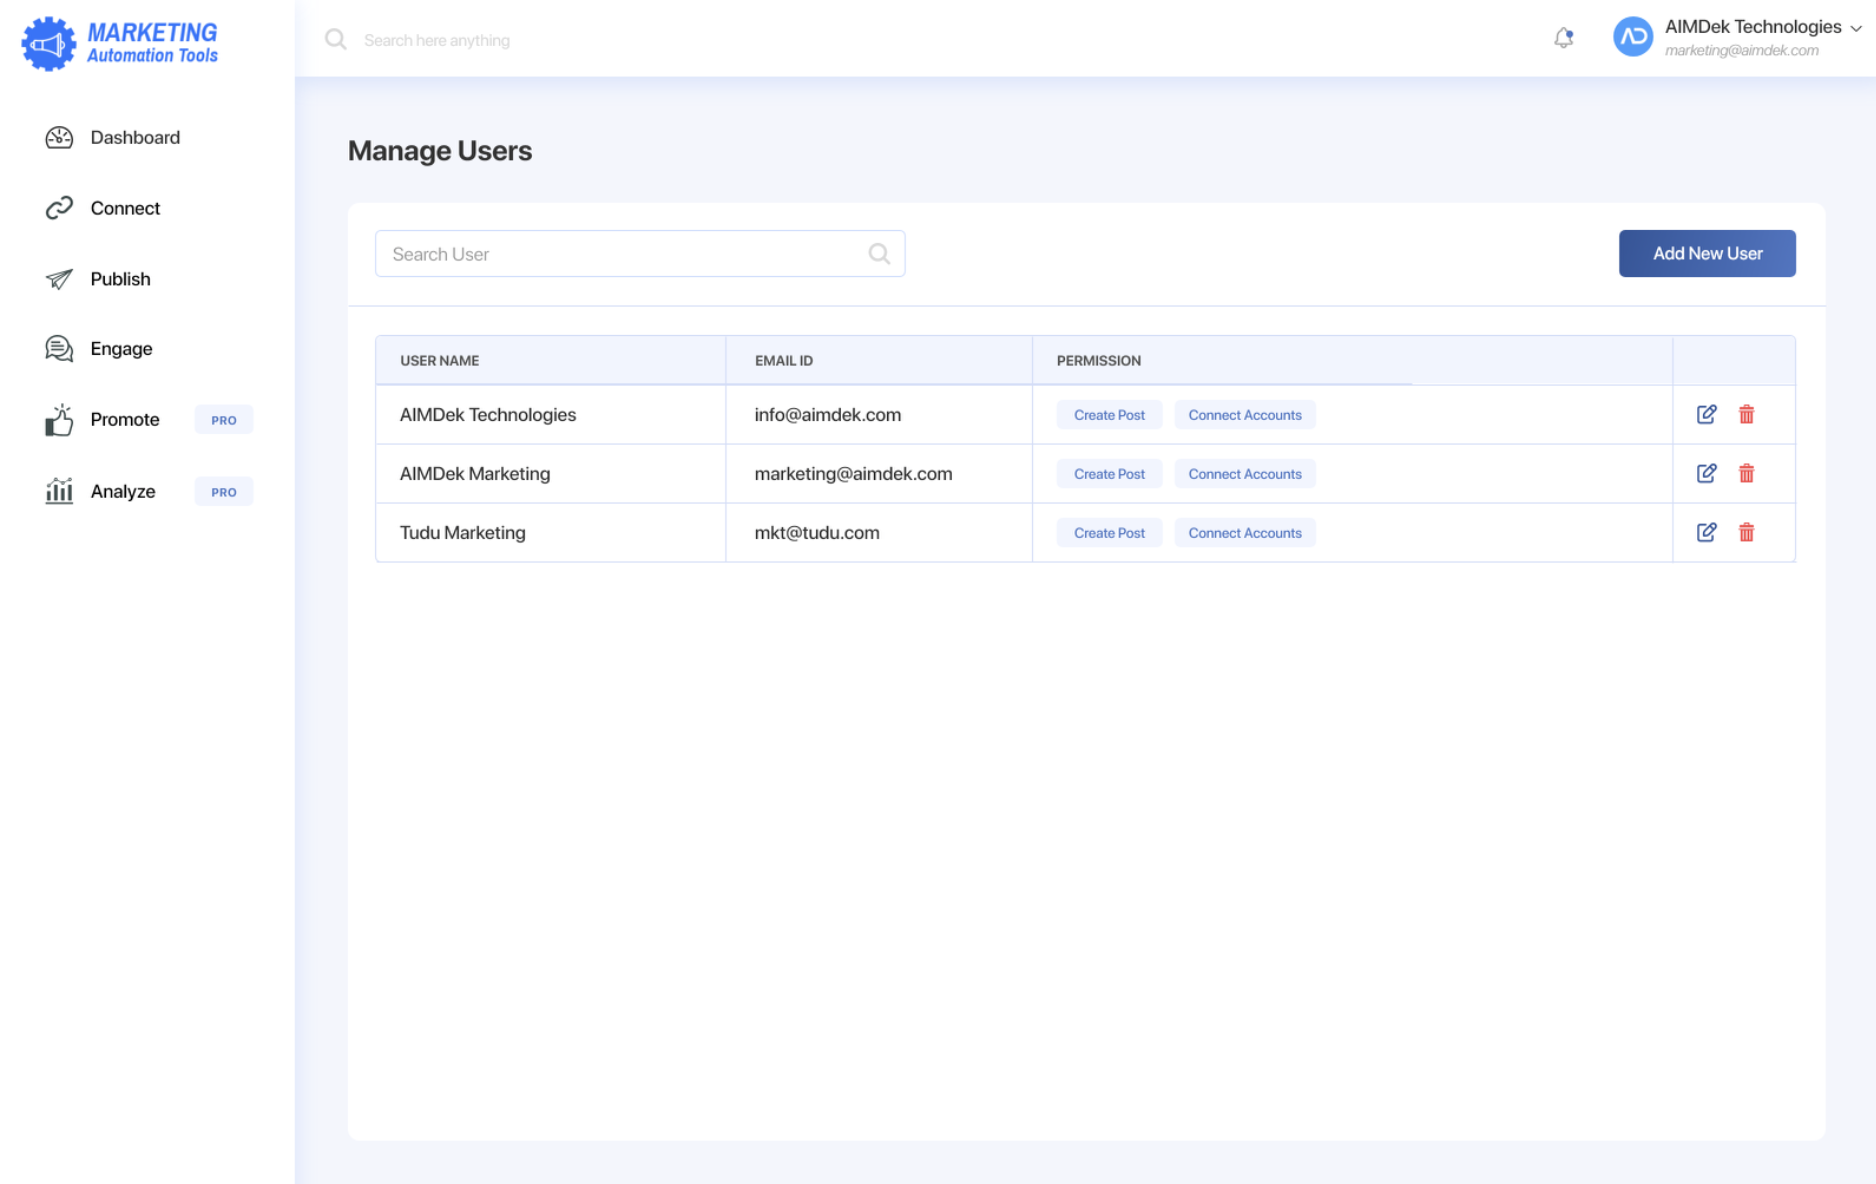 MARKETING
Automation Tools
Search here anything
AIMDek Technologies
marketing@aimdek.com
Dashboard
Connect
Publish
Engage
Promote PRO
Analyze PRO
Manage Users
Search User
Add New User
USER NAME EMAIL ID PERMISSION
AIMDek Technologies info@aimdek.com Create Post Connect Accounts
AIMDek Marketing marketing@aimdek.com Create Post Connect Accounts
Tudu Marketing mkt@tudu.com Create Post Connect Accounts